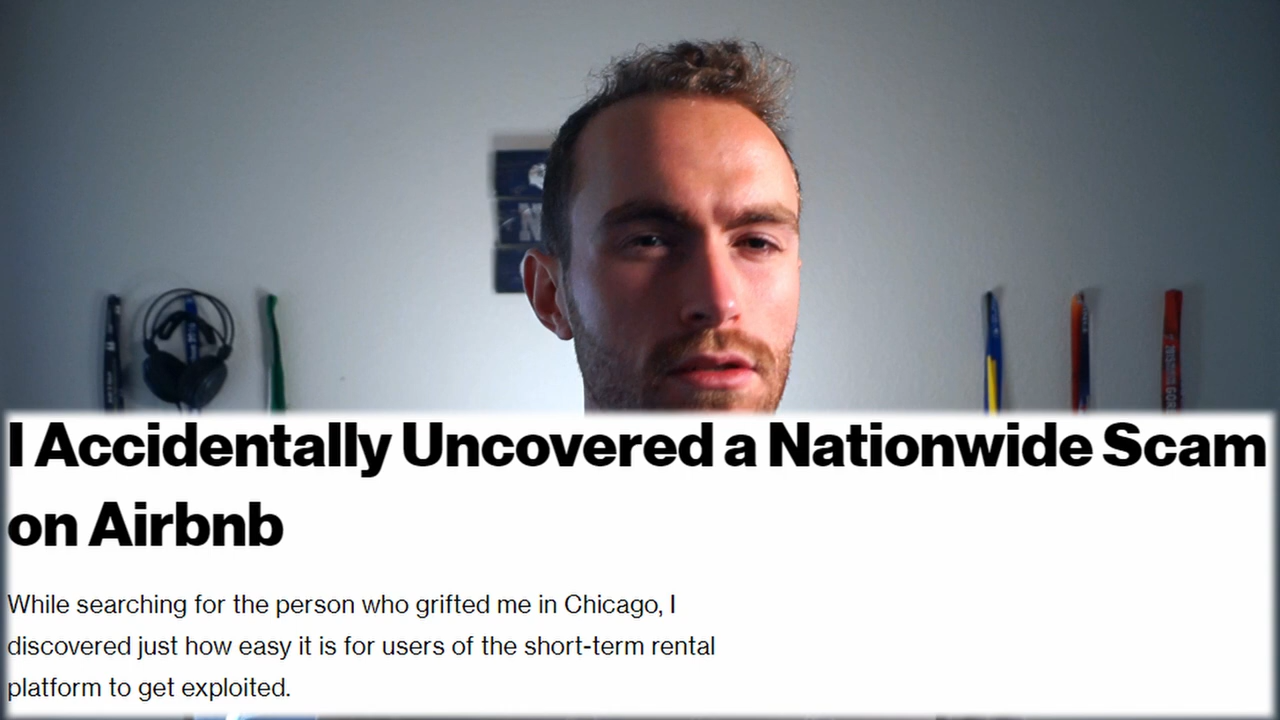 I Accidentally Uncovered a Nationwide Scam
on Airbnb
While searching for the person who grifted me in Chicago, I
discovered just how easy it is for users of the short-term rental
platform to get exploited.